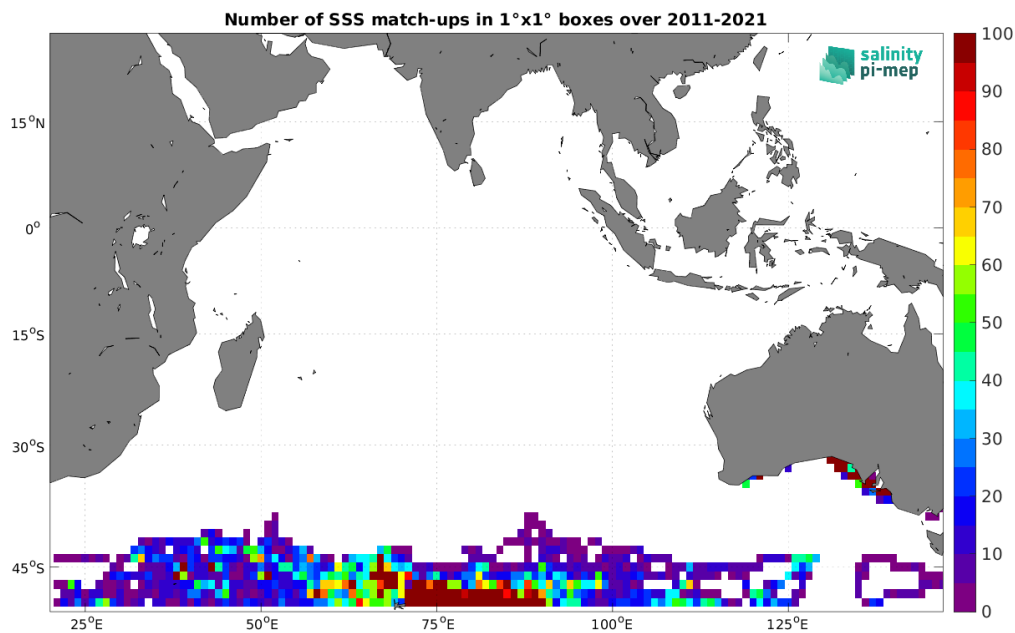 Number of SSS match-ups in 1°x1° boxes over 2011-2021
salinity
pi-mep
100
90
80
70
60
50
40
30
20
10
0
15°N
0°
15°S
30°S
45°S
25°E
50°E
75°E
100°E
125°E